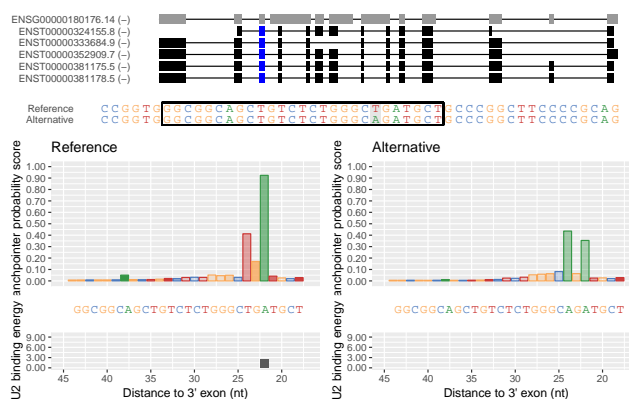 ENSG00000180176.14 (−)
ENST00000324155.8 (−)
ENST00000333684.9 (−)
ENST00000352909.7 (−)
ENST00000381175.5 (−)
ENST00000381178.5 (−)
Reference CCGGTGGGCGGCAGCTGTCTCTGGGCTGATGCTGCCCGGCTTCCCCGCAG
Alternative CCGGTGGGCGGCAGCTGTCTCTGGGCAGATGCTGCCCGGCTTCCCCGCAG
Reference
anchpointer probability score
1.00
0.90
0.80
0.70
0.60
0.50
0.40
0.30
0.20
0.10
0.00
GGCGGCAGCTGTCTCTGGGCTGATGCT
U2 binding energy
9.00
6.00
3.00
0.00
45 40 35 30 25 20
Distance to 3' exon (nt)
Alternative
anchpointer probability score
1.00
0.90
0.80
0.70
0.60
0.50
0.40
0.30
0.20
0.10
0.00
GGCGGCAGCTGTCTCTGGGCAGATGCT
U2 binding energy
9.00
6.00
3.00
0.00
45 40 35 30 25 20
Distance to 3' exon (nt)